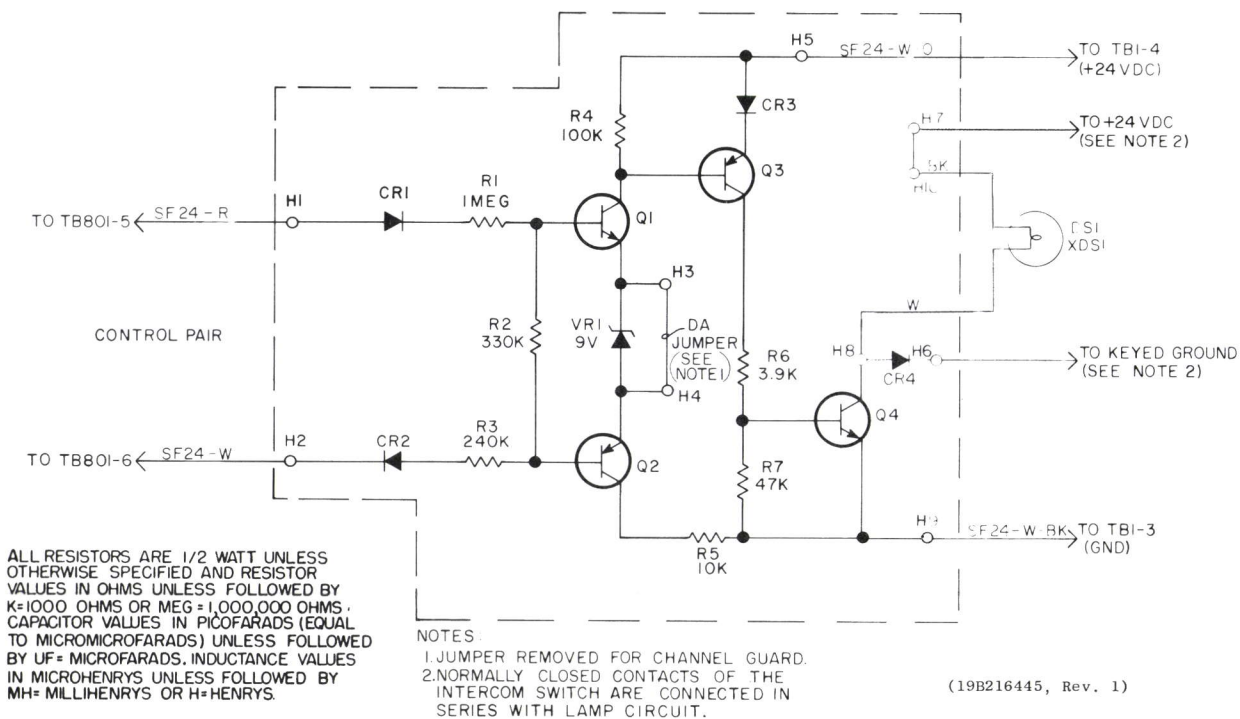 H5
SF24-W O
TO TB1-4
(+24 VDC)
CR3
H7
TO +24 VDC
(SEE NOTE 2)
R4
100K
Q3
BK
H10
CR1
R1
1MEG
H1
SF24-R
TO TB801-5
Q1
DS1
XDS1
H3
W
CONTROL PAIR
R2
330K
VR1
9V
DA
JUMPER
(SEE
NOTE 1)
H4
R6
3.9K
H8
H6
CR4
TO KEYED GROUND
(SEE NOTE 2)
Q4
H2
CR2
R3
240K
SF24-W
TO TB801-6
Q2
R7
47K
H9
SF24-W-BK
TO TB1-3
(GND)
R5
10K
ALL RESISTORS ARE 1/2 WATT UNLESS
OTHERWISE SPECIFIED AND RESISTOR
VALUES IN OHMS UNLESS FOLLOWED BY
K=1000 OHMS OR MEG = 1,000,000 OHMS.
CAPACITOR VALUES IN PICOFARADS (EQUAL
TO MICROMICROFARADS) UNLESS FOLLOWED
BY UF= MICROFARADS. INDUCTANCE VALUES
IN MICROHENRYS UNLESS FOLLOWED BY
MH= MILLIHENRYS OR H=HENRYS.
NOTES:
1. JUMPER REMOVED FOR CHANNEL GUARD.
2. NORMALLY CLOSED CONTACTS OF THE
INTERCOM SWITCH ARE CONNECTED IN
SERIES WITH LAMP CIRCUIT.
(19B216445, Rev. 1)